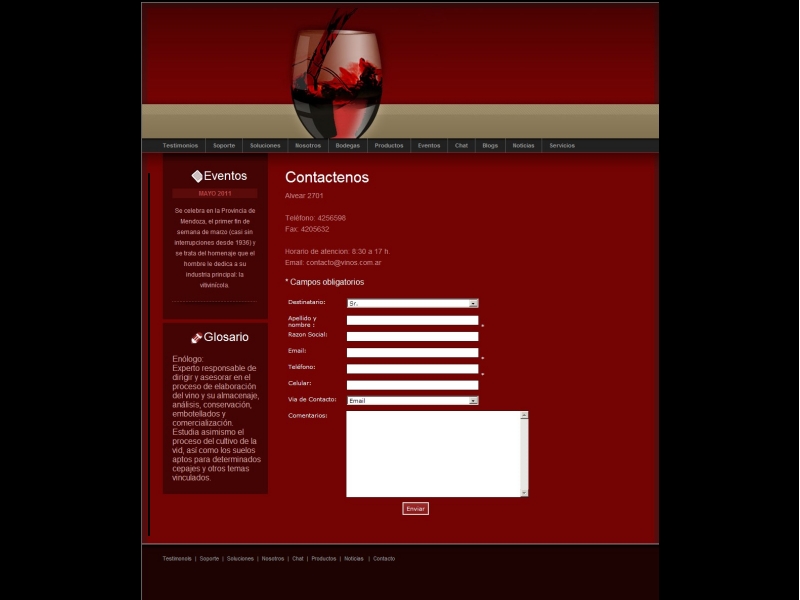 Testimonios Soporte Soluciones Nosotros Bodegas Productos Eventos Chat Blogs Noticias Servicios
Eventos
MAYO 2011
Se celebra en la Provincia de
Mendoza, el primer fin de
semana de marzo (casi sin
interrupciones desde 1936) y
se trata del homenaje que el
hombre le dedica a su
industria principal: la
vitivinícola.
Glosario
Enólogo:
Experto responsable de
dirigir y asesorar en el
proceso de elaboración
del vino y su almacenaje,
análisis, conservación,
embotellados y
comercialización.
Estudia asimismo el
proceso del cultivo de la
vid, así como los suelos
aptos para determinados
cepajes y otros temas
vinculados.
Contactenos
Alvear 2701
Teléfono: 4256598
Fax: 4205632
Horario de atencion: 8:30 a 17 h.
Email: contacto@vinos.com.ar
* Campos obligatorios
Destinatario: Sr.
Apellido y
nombre : *
Razon Social:
Email: *
Teléfono: *
Celular:
Via de Contacto: Email
Comentarios:
Enviar
Testimonols | Soporte | Soluciones | Nosotros | Chat | Productos | Noticias | Contacto